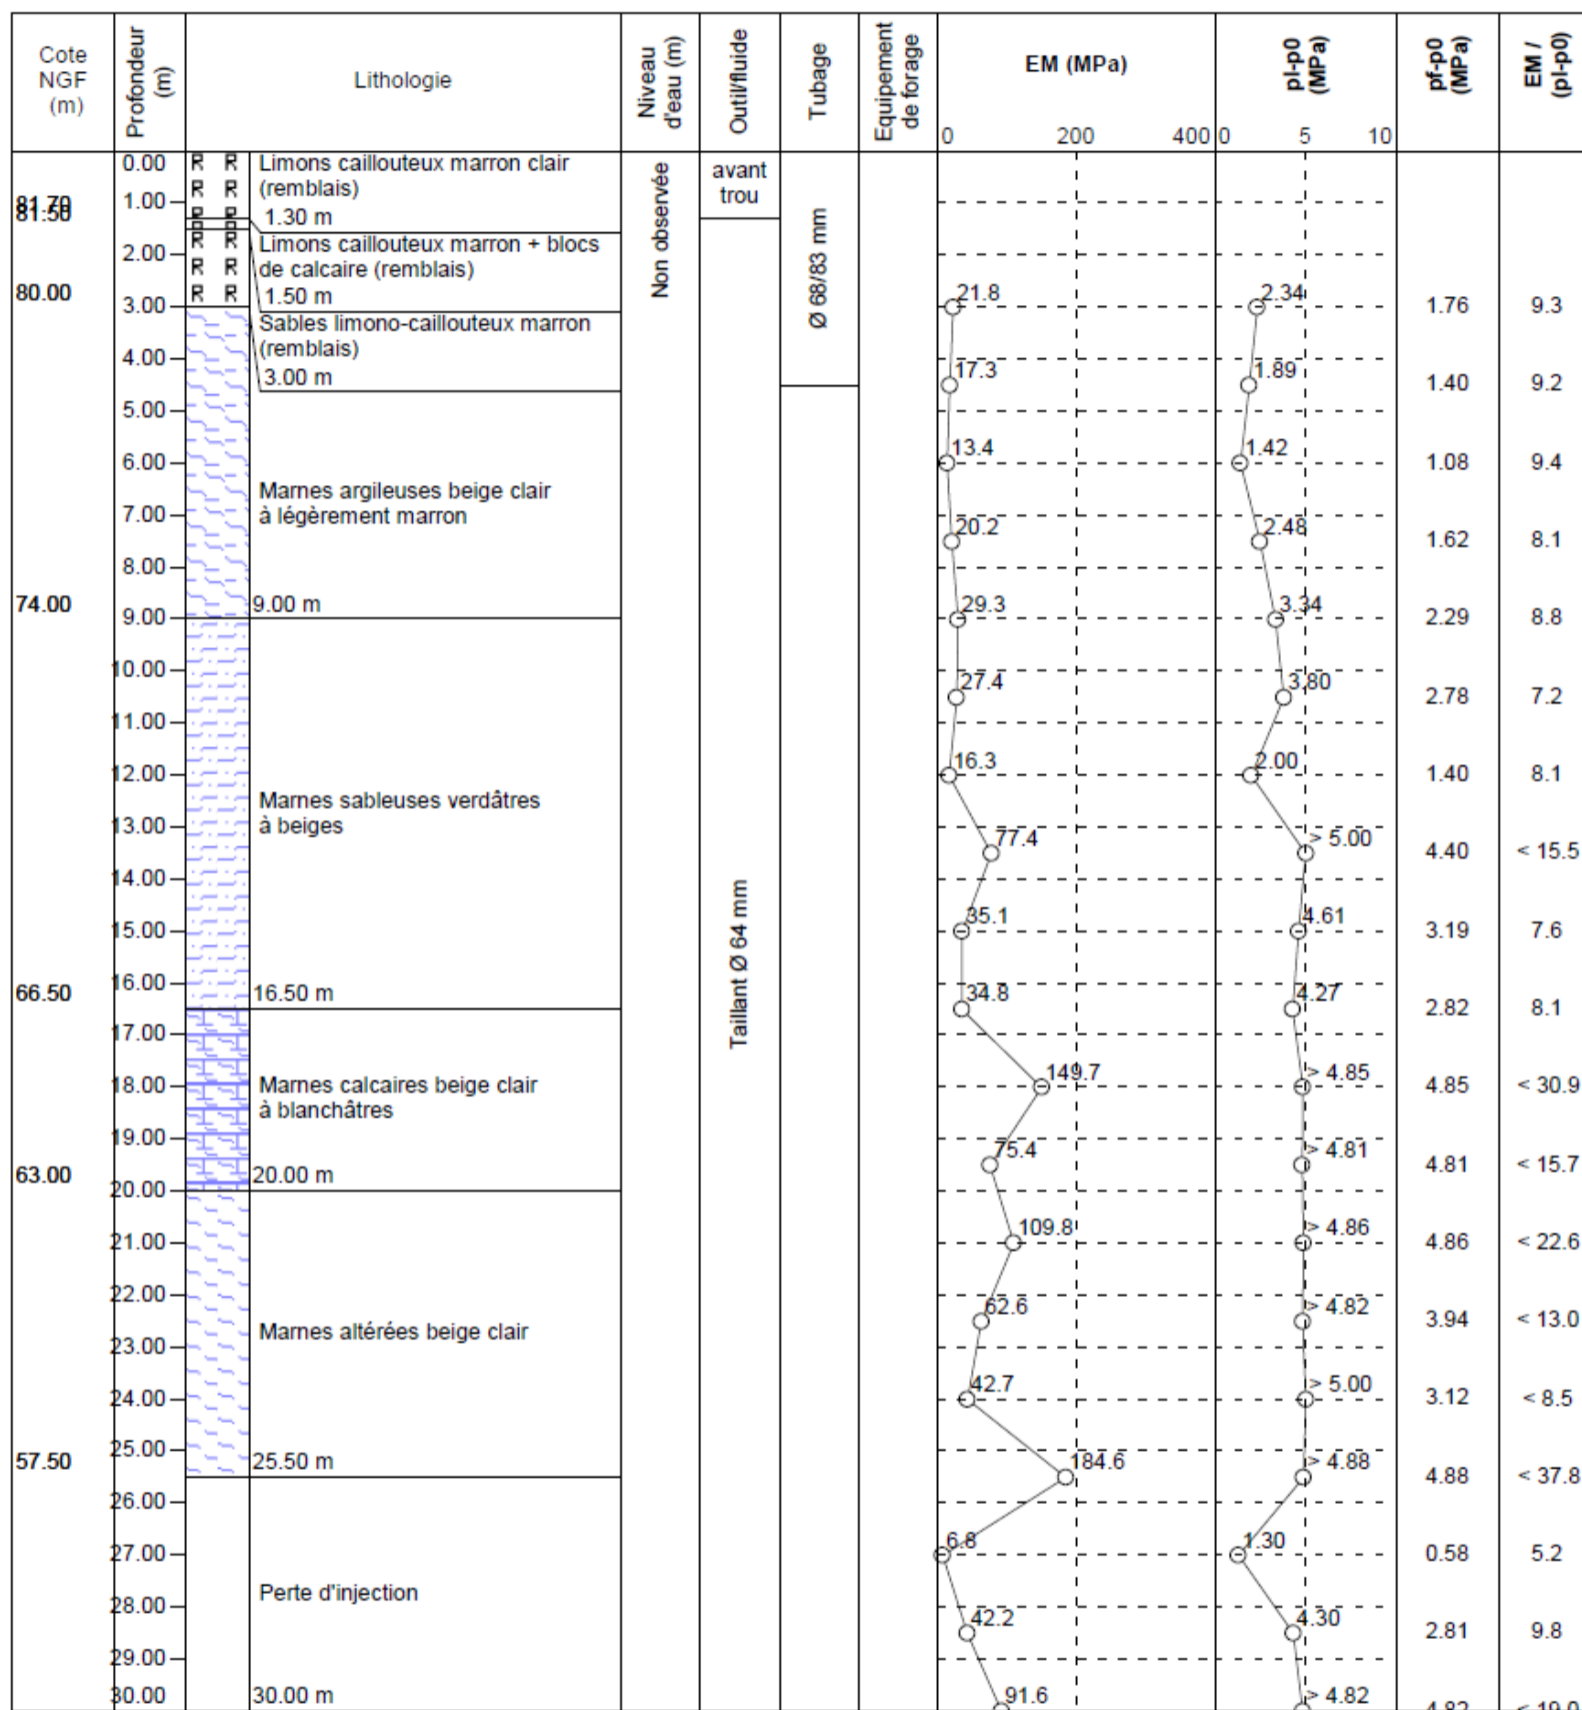 Cote
NGF
(m)
Profondeur
(m)
Lithologie
Niveau
d'eau (m)
Outil/fluide
Tubage
Equipement
de forage
EM (MPa)
0 200 400
pl-p0
(MPa)
0 5 10
pf-p0
(MPa)
EM /
(pl-p0)
0.00
R R
Limons caillouteux marron clair
(remblais)
1.30 m
Non observée
avant
trou
Ø 68/83 mm
R R
81.70
81.50
1.00
R R
R R
2.00
Limons caillouteux marron + blocs
de calcaire (remblais)
1.50 m
R R
80.00
R R
3.00
21.8
2.34
1.76
9.3
Sables limono-caillouteux marron
(remblais)
3.00 m
4.00
17.3
1.89
1.40
9.2
5.00
6.00
13.4
1.42
1.08
9.4
Marnes argileuses beige clair
à légèrement marron
7.00
20.2
2.48
1.62
8.1
8.00
74.00
9.00 m
9.00
29.3
3.34
2.29
8.8
10.00
27.4
3.80
2.78
7.2
11.00
12.00
16.3
2.00
1.40
8.1
Marnes sableuses verdâtres
à beiges
13.00
77.4
> 5.00
4.40
< 15.5
14.00
Taillant Ø 64 mm
15.00
35.1
4.61
3.19
7.6
16.00
66.50
16.50 m
34.8
4.27
2.82
8.1
17.00
18.00
Marnes calcaires beige clair
à blanchâtres
149.7
> 4.85
4.85
< 30.9
19.00
75.4
> 4.81
4.81
< 15.7
63.00
20.00 m
20.00
21.00
109.8
> 4.86
4.86
< 22.6
22.00
62.6
> 4.82
3.94
< 13.0
Marnes altérées beige clair
23.00
24.00
42.7
> 5.00
3.12
< 8.5
25.00
57.50
25.50 m
184.6
> 4.88
4.88
< 37.8
26.00
27.00
6.8
1.30
0.58
5.2
Perte d'injection
28.00
42.2
4.30
2.81
9.8
29.00
30.00
30.00 m
91.6
> 4.82
4.82
< 19.0